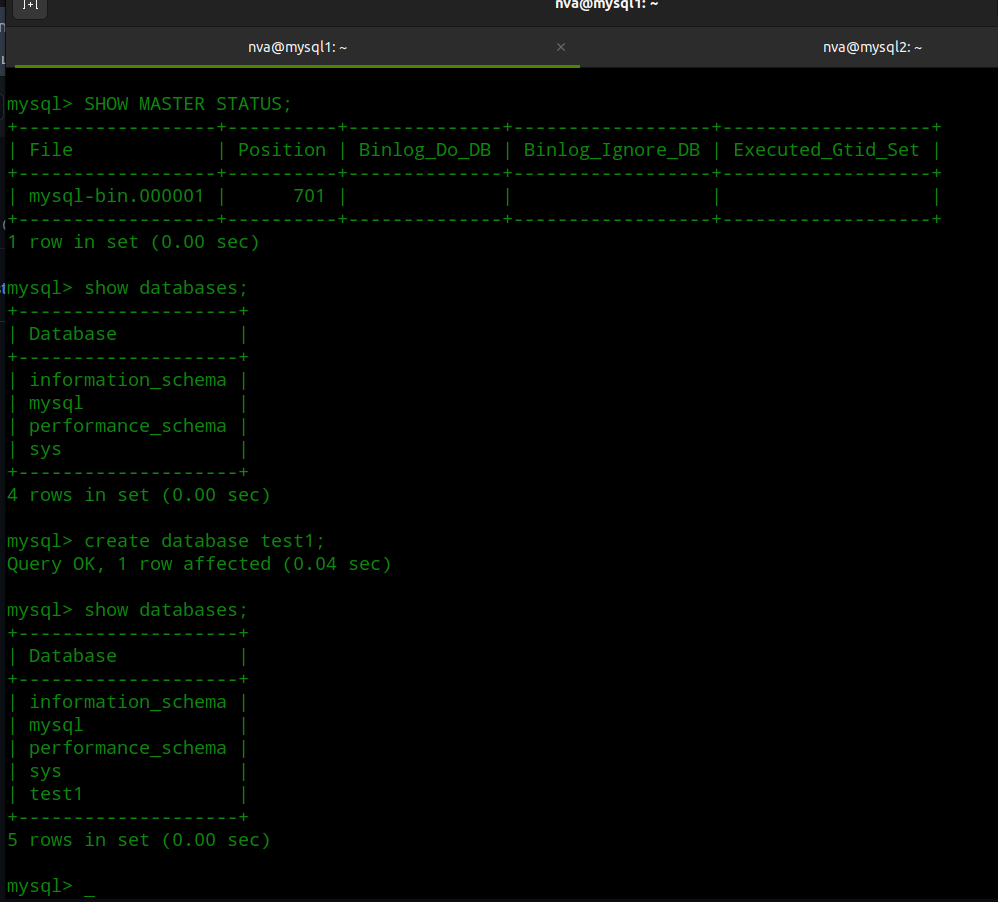 nva@mysql1: ~
nva@mysql1: ~ × nva@mysql2: ~
mysql> SHOW MASTER STATUS;
+------------------+----------+--------------+------------------+-------------------+
| File             | Position | Binlog_Do_DB | Binlog_Ignore_DB | Executed_Gtid_Set |
+------------------+----------+--------------+------------------+-------------------+
| mysql-bin.000001 |      701 |              |                  |                   |
+------------------+----------+--------------+------------------+-------------------+
1 row in set (0.00 sec)
mysql> show databases;
+--------------------+
| Database           |
+--------------------+
| information_schema |
| mysql              |
| performance_schema |
| sys                |
+--------------------+
4 rows in set (0.00 sec)
mysql> create database test1;
Query OK, 1 row affected (0.04 sec)
mysql> show databases;
+--------------------+
| Database           |
+--------------------+
| information_schema |
| mysql              |
| performance_schema |
| sys                |
| test1              |
+--------------------+
5 rows in set (0.00 sec)
mysql> _